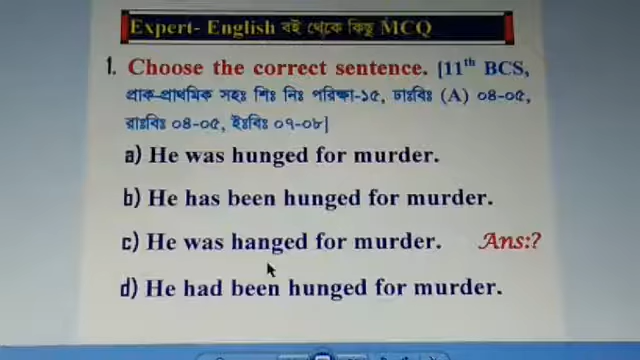 Expert- English বই থেকে কিছু MCQ
1. Choose the correct sentence. [11th BCS,
প্রাক-প্রাথমিক সহঃ শিঃ নিঃ পরিক্ষা-১৫, ঢাঃবিঃ (A) ০৪-০৫,
রাঃবিঃ ০৪-০৫, ইঃবিঃ ০৭-০৮]
a) He was hunged for murder.
b) He has been hunged for murder.
c) He was hanged for murder. Ans:?
d) He had been hunged for murder.